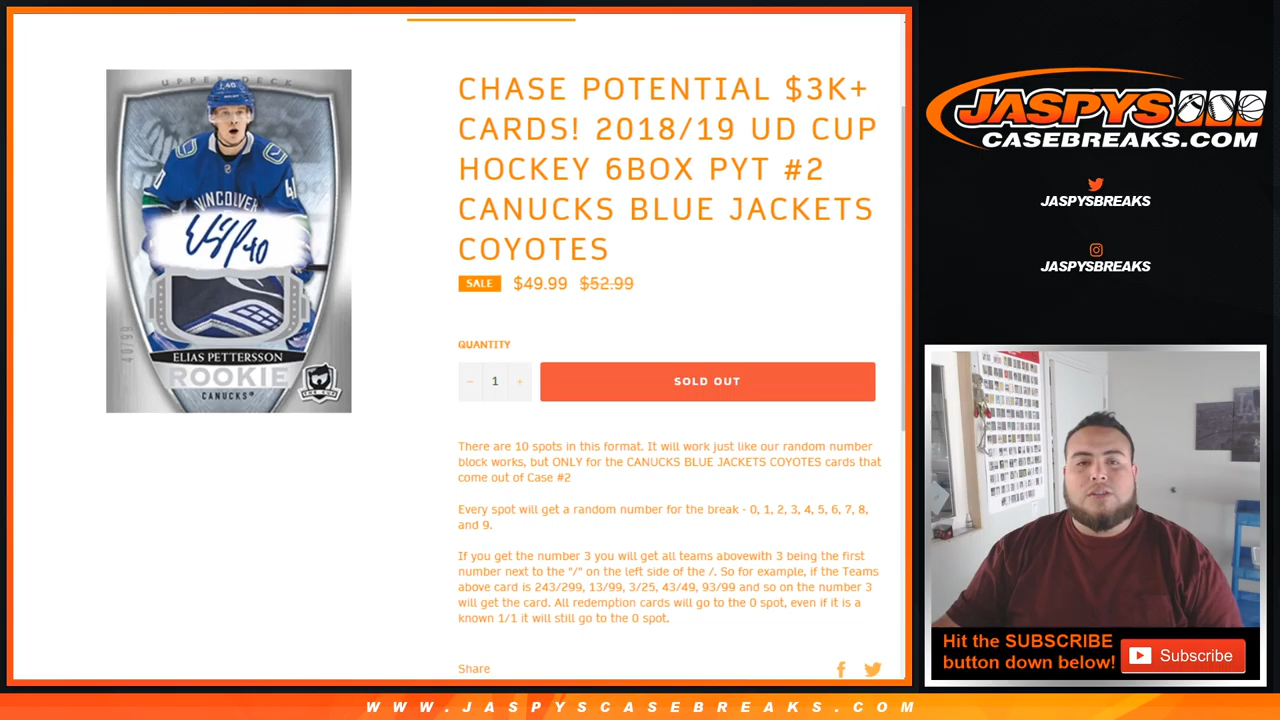 UPPER DECK
VANCOUVER
40/99
ELIAS PETTERSSON
ROOKIE
CANUCKS
THE CUP
CHASE POTENTIAL $3K+
CARDS! 2018/19 UD CUP
HOCKEY 6BOX PYT #2
CANUCKS BLUE JACKETS
COYOTES
SALE $49.99 $52.99
QUANTITY
− 1 +
SOLD OUT
There are 10 spots in this format. It will work just like our random number
block works, but ONLY for the CANUCKS BLUE JACKETS COYOTES cards that
come out of Case #2
Every spot will get a random number for the break - 0, 1, 2, 3, 4, 5, 6, 7, 8,
and 9.
If you get the number 3 you will get all teams abovewith 3 being the first
number next to the "/" on the left side of the /. So for example, if the Teams
above card is 243/299, 13/99, 3/25, 43/49, 93/99 and so on the number 3
will get the card. All redemption cards will go to the 0 spot, even if it is a
known 1/1 it will still go to the 0 spot.
Share
JASPYS
CASEBREAKS.COM
JASPYSBREAKS
JASPYSBREAKS
Hit the SUBSCRIBE
button down below!
Subscribe
WWW.JASPYSCASEBREAKS.COM